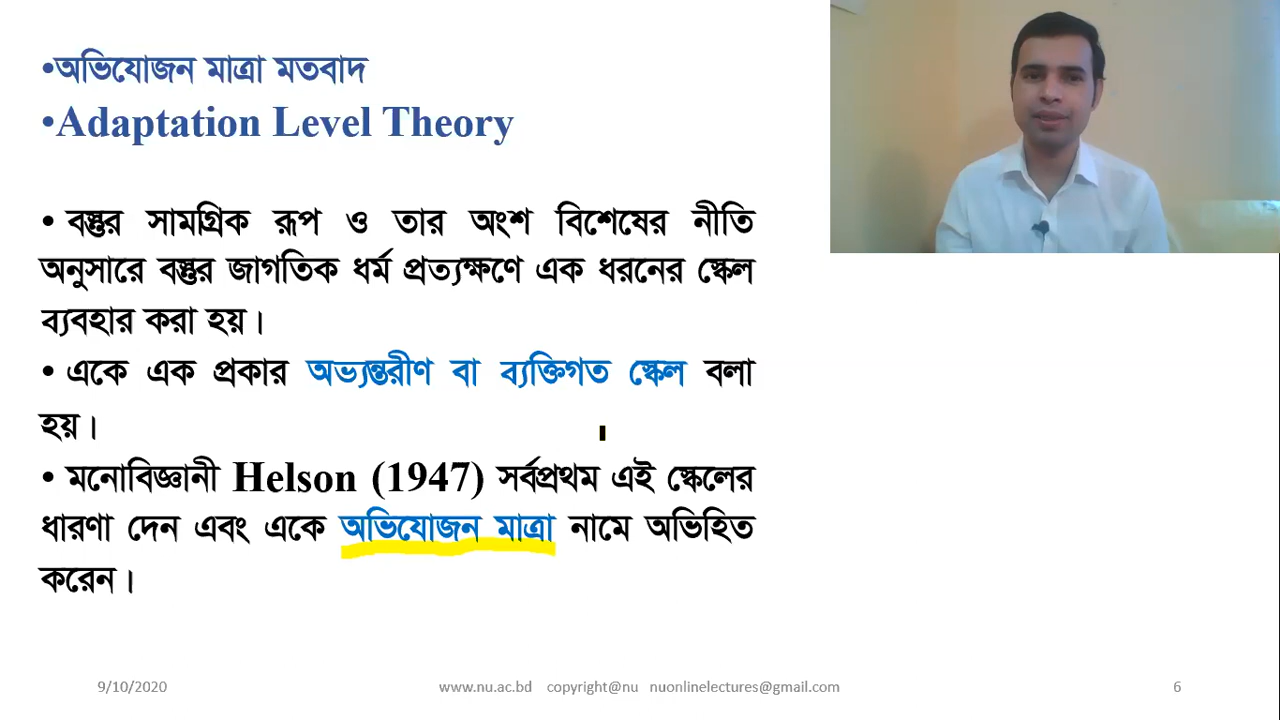 •অভিযোজন মাত্রা মতবাদ
•Adaptation Level Theory
• বস্তুর সামগ্রিক রূপ ও তার অংশ বিশেষের নীতি
অনুসারে বস্তুর জাগতিক ধর্ম প্রত্যক্ষণে এক ধরনের স্কেল
ব্যবহার করা হয়।
• একে এক প্রকার অভ্যন্তরীণ বা ব্যক্তিগত স্কেল বলা
হয়।
• মনোবিজ্ঞানী Helson (1947) সর্বপ্রথম এই স্কেলের
ধারণা দেন এবং একে অভিযোজন মাত্রা নামে অভিহিত
করেন।
9/10/2020 www.nu.ac.bd copyright@nu nuonlinelectures@gmail.com 6